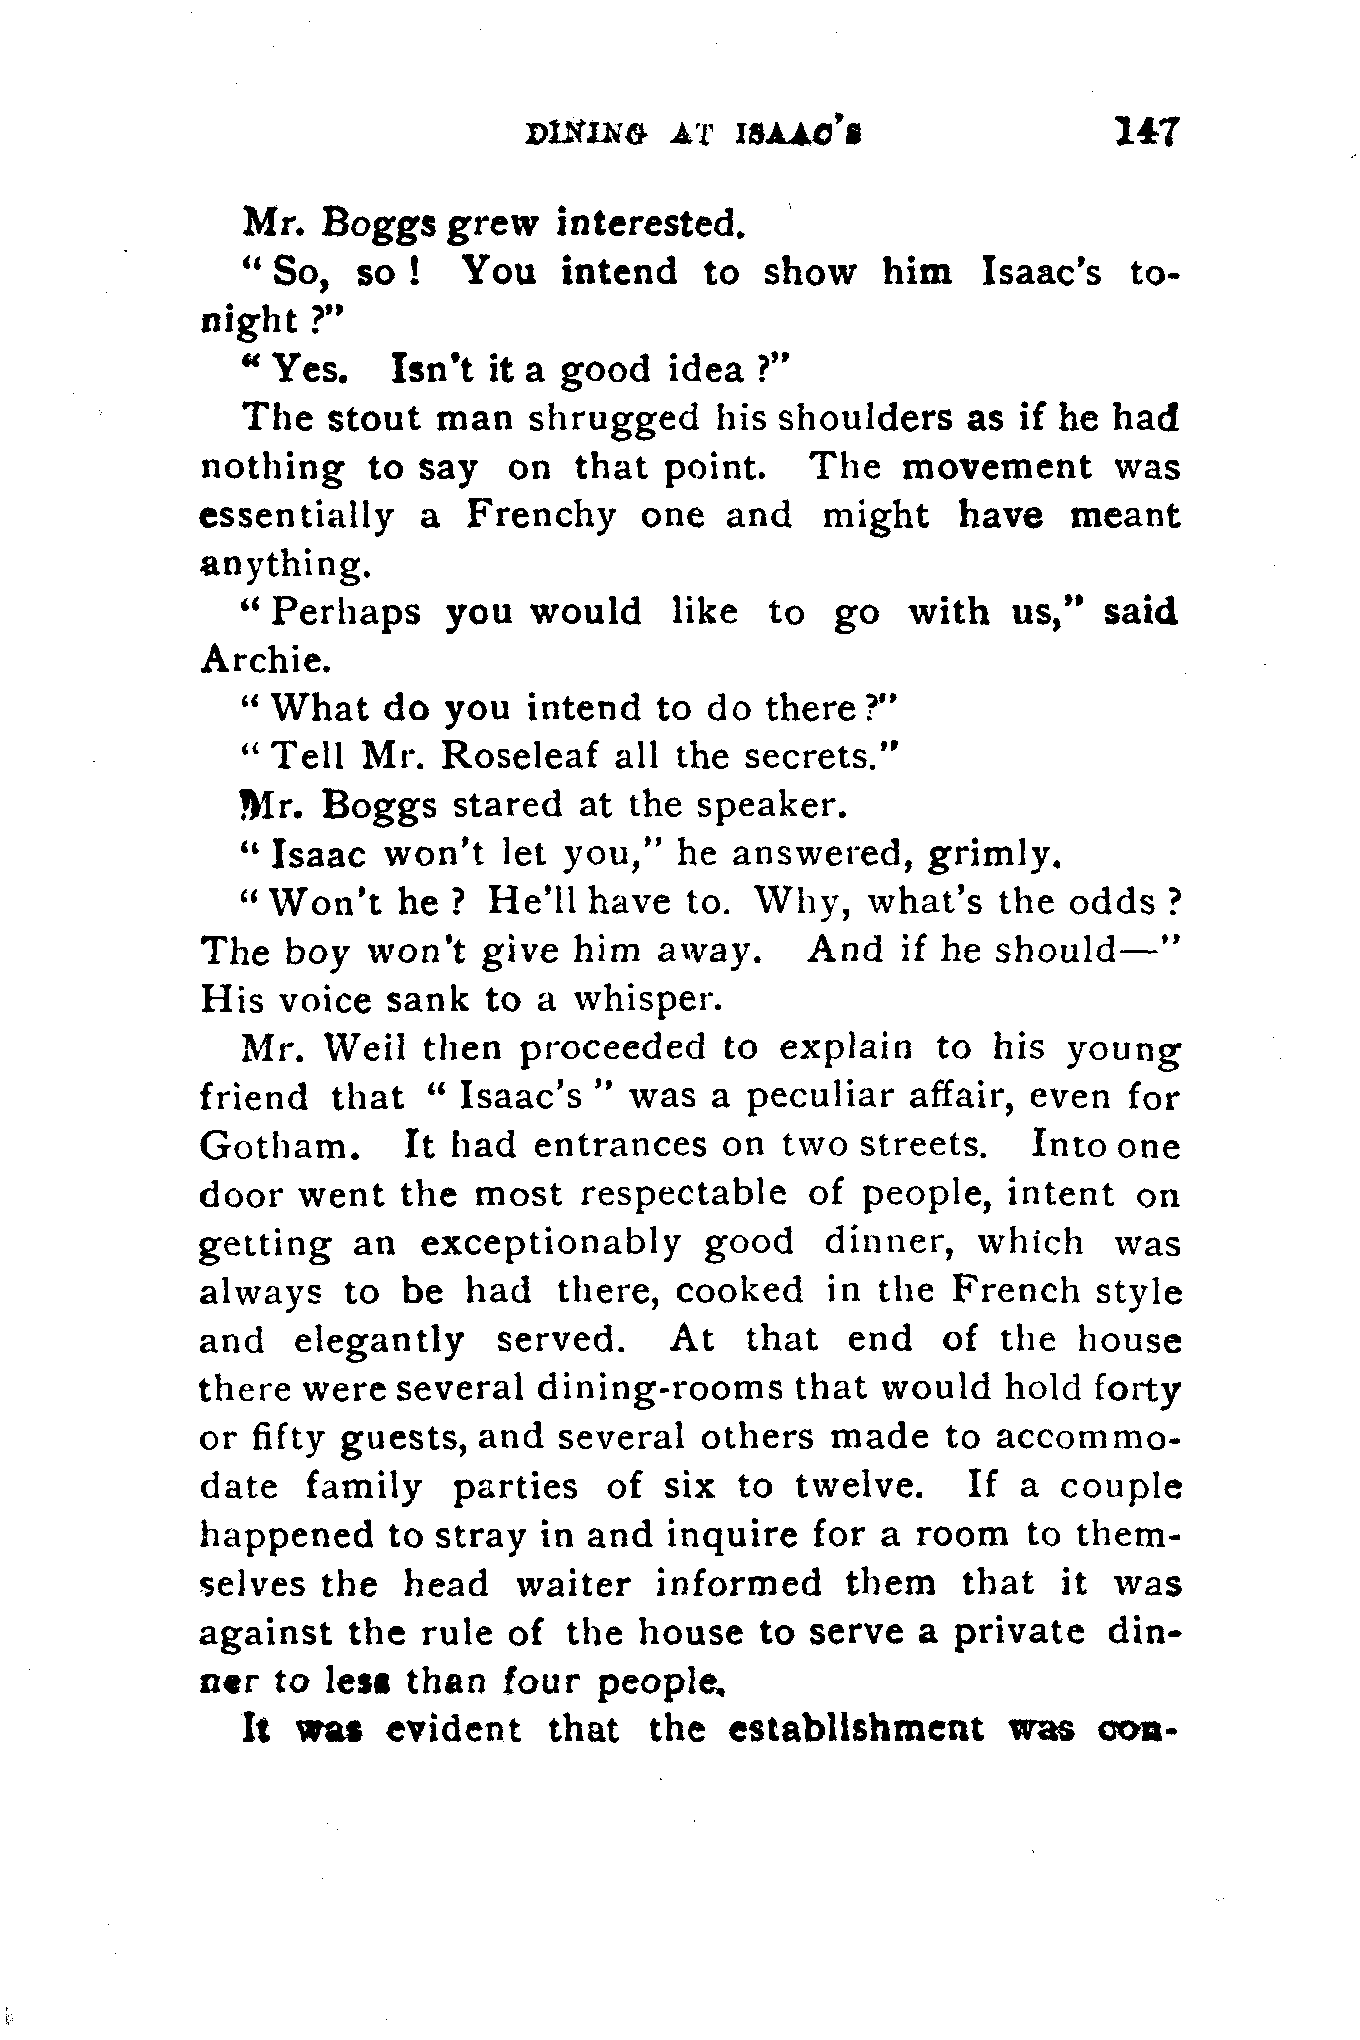 DINING AT ISAAC'S 147
Mr. Boggs grew interested.
" So, so ! You intend to show him Isaac's to-
night ?"
" Yes. Isn't it a good idea ?"
The stout man shrugged his shoulders as if he had
nothing to say on that point. The movement was
essentially a Frenchy one and might have meant
anything.
" Perhaps you would like to go with us," said
Archie.
" What do you intend to do there ?"
" Tell Mr. Roseleaf all the secrets."
Mr. Boggs stared at the speaker.
" Isaac won't let you," he answered, grimly.
" Won't he ? He'll have to. Why, what's the odds ?
The boy won't give him away. And if he should—"
His voice sank to a whisper.
Mr. Weil then proceeded to explain to his young
friend that " Isaac's " was a peculiar affair, even for
Gotham. It had entrances on two streets. Into one
door went the most respectable of people, intent on
getting an exceptionably good dinner, which was
always to be had there, cooked in the French style
and elegantly served. At that end of the house
there were several dining-rooms that would hold forty
or fifty guests, and several others made to accommo-
date family parties of six to twelve. If a couple
happened to stray in and inquire for a room to them-
selves the head waiter informed them that it was
against the rule of the house to serve a private din-
ner to less than four people.
It was evident that the establishment was con-